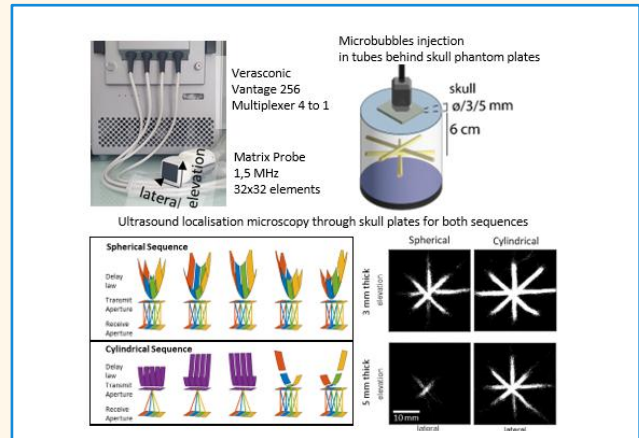 Microbubbles injection
in tubes behind skull phantom plates
Verasonic
Vantage 256
Multiplexer 4 to 1
skull
ø/3/5 mm
6 cm
Matrix Probe
1,5 MHz
32x32 elements
lateral
elevation
Ultrasound localisation microscopy through skull plates for both sequences
Spherical Sequence
Delay
law
Transmit
Aperture
Receive
Aperture
Cylindrical Sequence
Delay
law
Transmit
Aperture
Receive
Aperture
Spherical
Cylindrical
3 mm thick
elevation
5 mm thick
elevation
10 mm
lateral
lateral